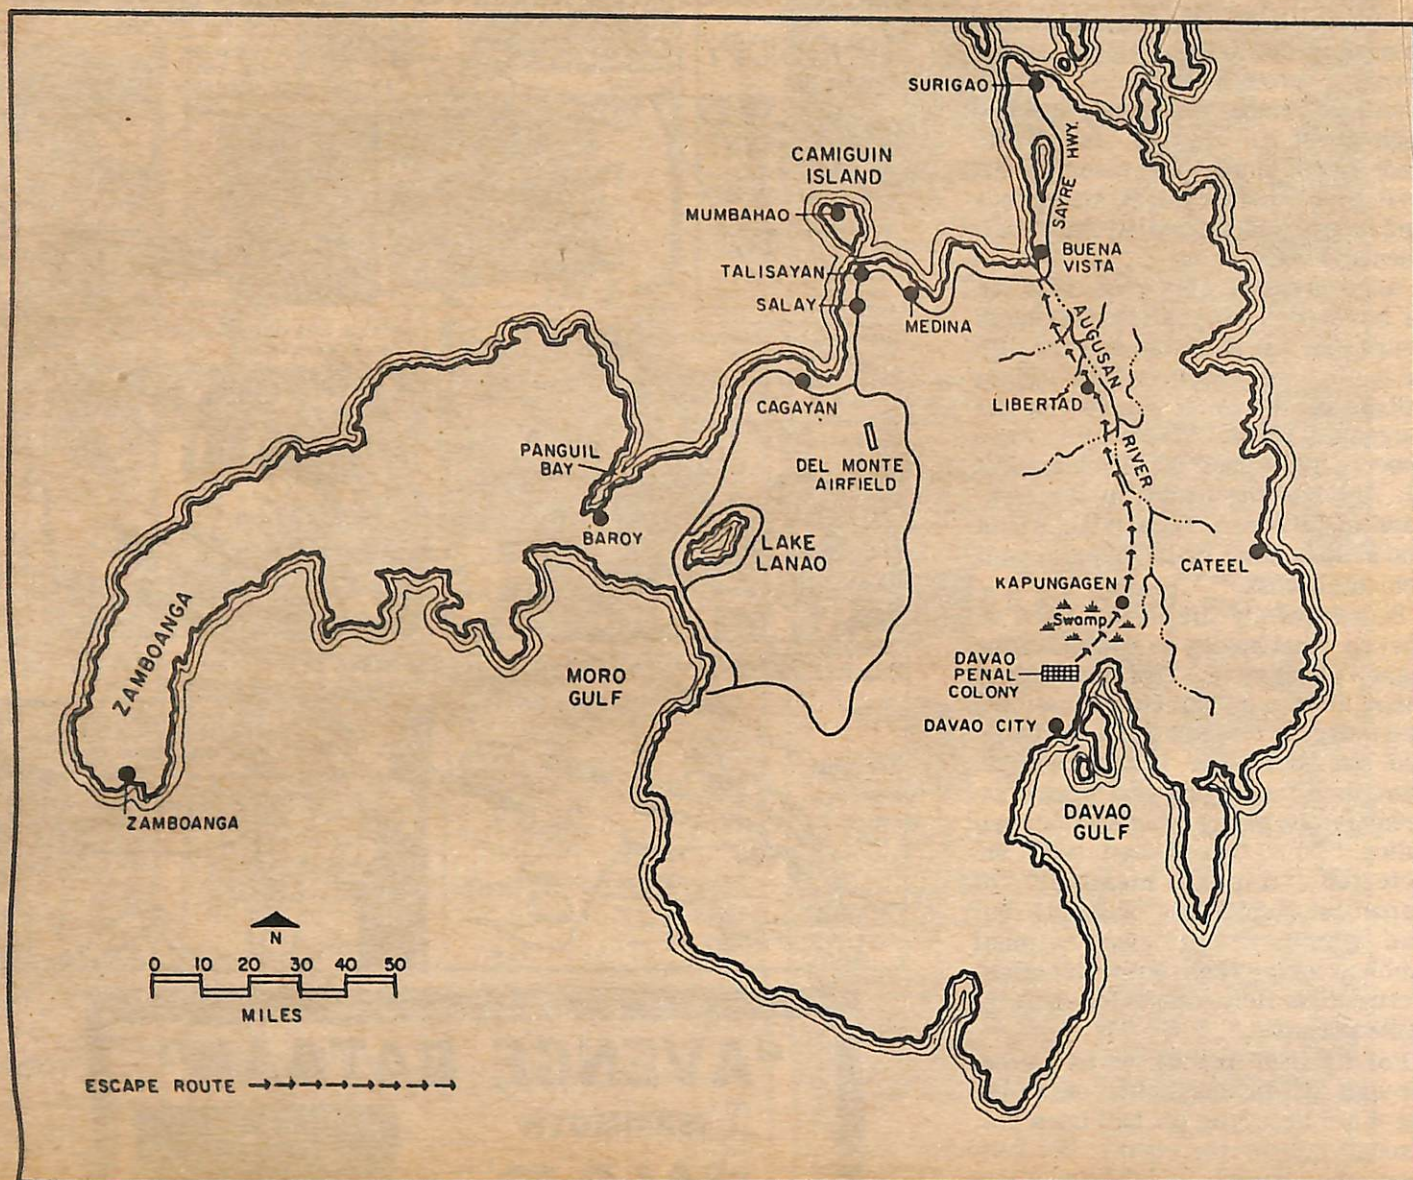 SURIGAO
SAYRE HWY.
CAMIGUIN
ISLAND
MUMBAHAO
BUENA
VISTA
TALISAYAN
SALAY
MEDINA
AUGUSAN
RIVER
LIBERTAD
CAGAYAN
PANGUIL
BAY
DEL MONTE
AIRFIELD
BAROY
LAKE
LANAO
CATEEL
KAPUNGAGEN
Swamp
ZAMBOANGA
MORO
GULF
DAVAO
PENAL
COLONY
DAVAO CITY
DAVAO
GULF
ZAMBOANGA
N
0 10 20 30 40 50
MILES
ESCAPE ROUTE